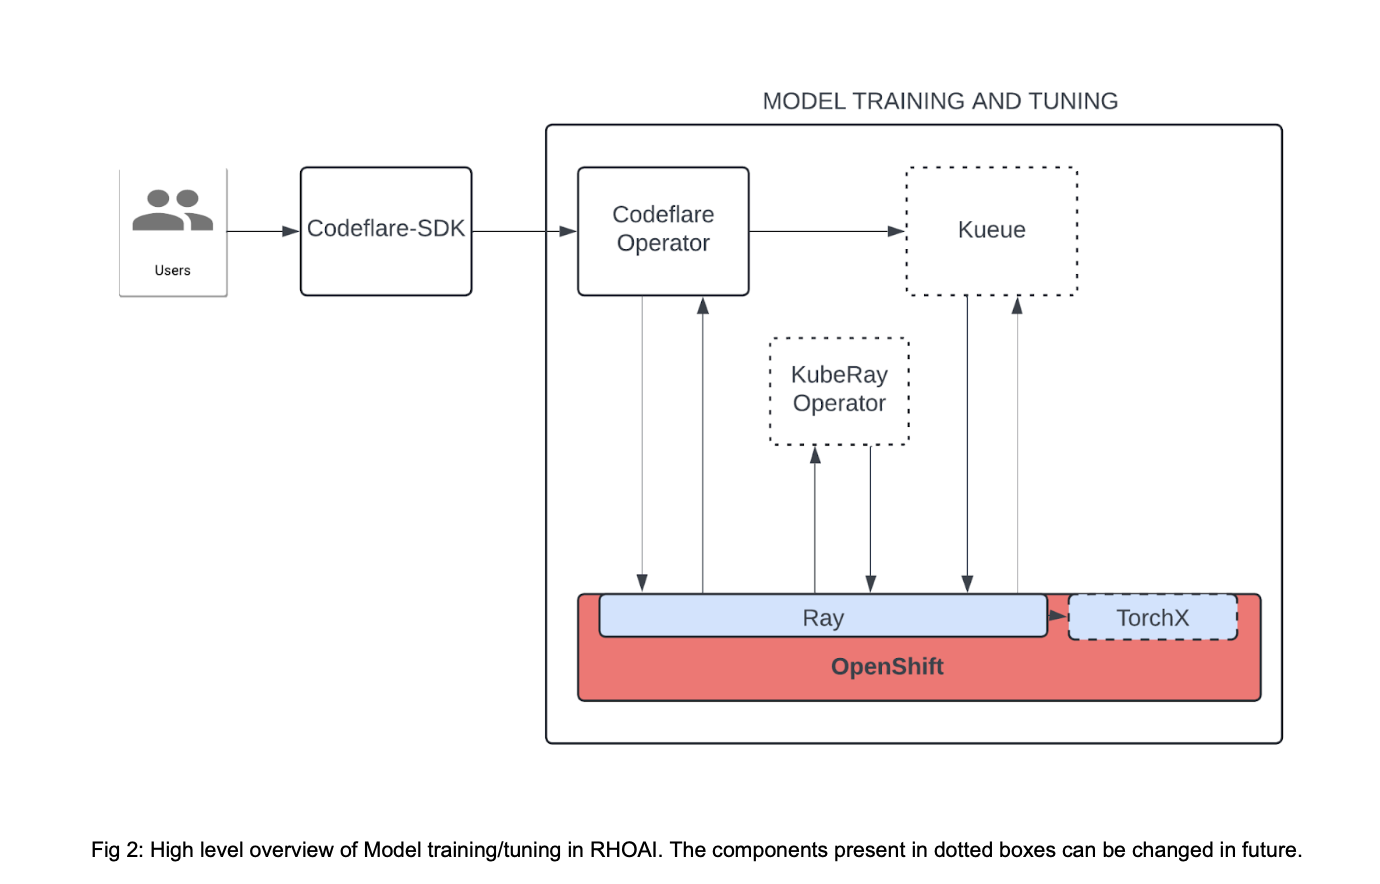 MODEL TRAINING AND TUNING
Users
Codeflare-SDK
Codeflare
Operator
Kueue
KubeRay
Operator
Ray
TorchX
OpenShift
Fig 2: High level overview of Model training/tuning in RHOAI. The components present in dotted boxes can be changed in future.